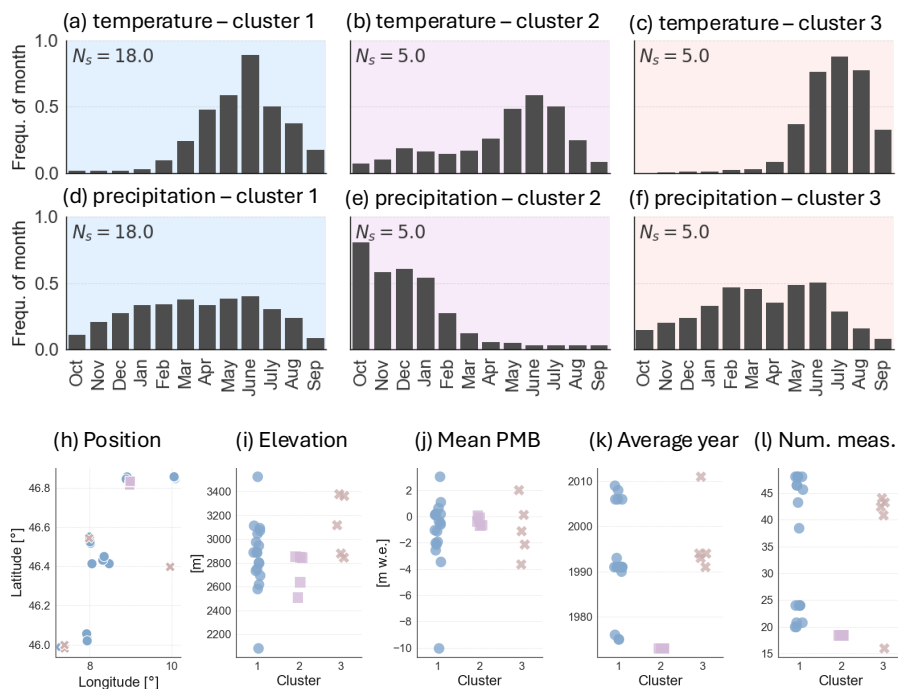 (a) temperature – cluster 1
(b) temperature – cluster 2
(c) temperature – cluster 3
Frequ. of month
1.0
0.5
0.0
Nₛ = 18.0
Nₛ = 5.0
Nₛ = 5.0
(d) precipitation – cluster 1
(e) precipitation – cluster 2
(f) precipitation – cluster 3
Frequ. of month
1.0
0.5
0.0
Nₛ = 18.0
Nₛ = 5.0
Nₛ = 5.0
Oct Nov Dec Jan Feb Mar Apr May June July Aug Sep
Oct Nov Dec Jan Feb Mar Apr May June July Aug Sep
Oct Nov Dec Jan Feb Mar Apr May June July Aug Sep
(h) Position
Latitude [°]
46.8
46.6
46.4
46.2
46.0
8 10
Longitude [°]
(i) Elevation
[m]
3400
3200
3000
2800
2600
2400
2200
1 2 3
Cluster
(j) Mean PMB
[m w.e.]
2
0
−2
−4
−6
−8
−10
1 2 3
Cluster
(k) Average year
2010
2000
1990
1980
1 2 3
Cluster
(l) Num. meas.
45
40
35
30
25
20
15
1 2 3
Cluster